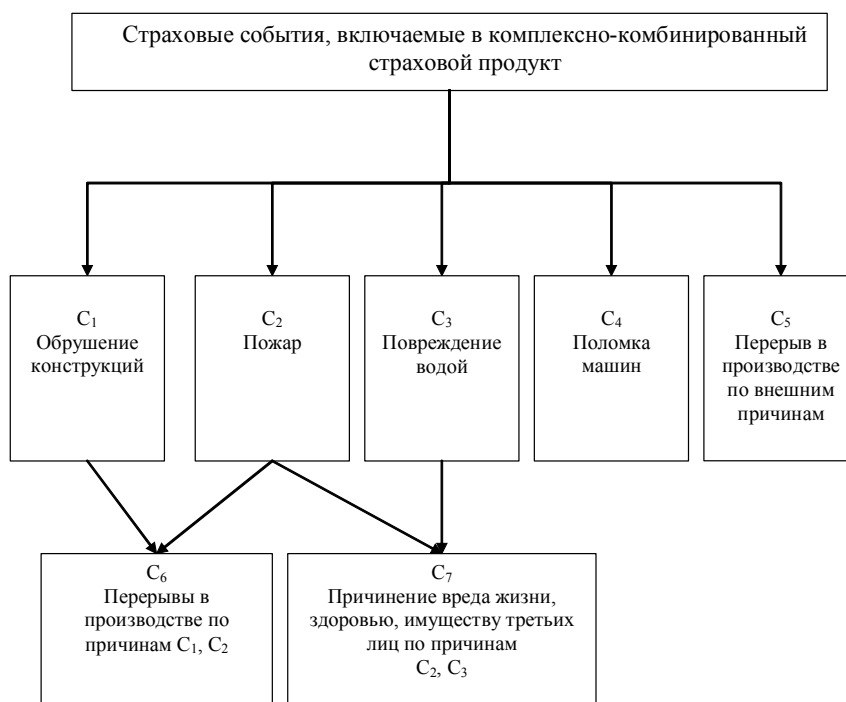 Страховые события, включаемые в комплексно-комбинированный
страховой продукт
C₁
Обрушение
конструкций
C₂
Пожар
C₃
Повреждение
водой
C₄
Поломка
машин
C₅
Перерыв в
производстве
по внешним
причинам
C₆
Перерывы в
производстве по
причинам C₁, C₂
C₇
Причинение вреда жизни,
здоровью, имуществу третьих
лиц по причинам
C₂, C₃